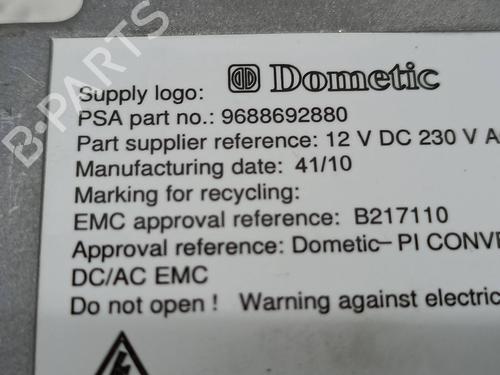 B-PARTS
Supply logo: Dometic
PSA part no.: 9688692880
Part supplier reference: 12 V DC 230 V A
Manufacturing date: 41/10
Marking for recycling:
EMC approval reference: B217110
Approval reference: Dometic– PI CONVE
DC/AC EMC
Do not open ! Warning against electric